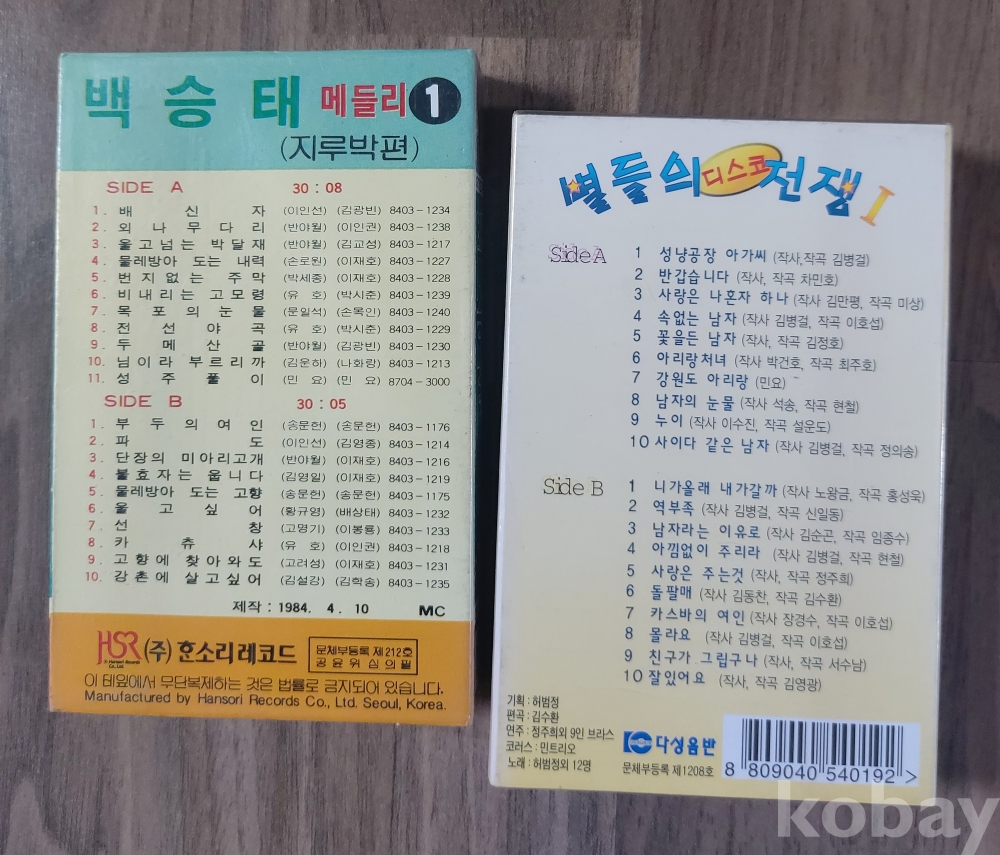 백승태 메들리 1
(지루박편)
SIDE A 30 : 08
1. 배신자 (이인선) (김광빈) 8403-1234
2. 외나무다리 (반야월) (이인권) 8403-1238
3. 울고넘는 박달재 (반야월) (김교성) 8403-1217
4. 물레방아 도는 내력 (손로원) (이재호) 8403-1227
5. 번지없는 주막 (박세종) (이재호) 8403-1228
6. 비내리는 고모령 (유 호) (박시춘) 8403-1239
7. 목포의 눈물 (문일석) (손목인) 8403-1240
8. 전선야곡 (유 호) (박시춘) 8403-1229
9. 두메산골 (반야월) (김광빈) 8403-1230
10. 님이라 부르리까 (김운하) (나화랑) 8403-1213
11. 성주풀이 (민 요) (민 요) 8704-3000
SIDE B 30 : 05
1. 부두의 여인 (송문헌) (송문헌) 8403-1176
2. 파도 (이인선) (김영종) 8403-1214
3. 단장의 미아리고개 (반야월) (이재호) 8403-1216
4. 불효자는 웁니다 (김영일) (이재호) 8403-1219
5. 물레방아 도는 고향 (송문헌) (송문헌) 8403-1175
6. 울고싶어 (황규영) (배상태) 8403-1232
7. 선창 (고명기) (이봉룡) 8403-1233
8. 카츄샤 (유 호) (이인권) 8403-1218
9. 고향에 찾아와도 (고려성) (이재호) 8403-1231
10. 강촌에 살고싶어 (김설강) (김학송) 8403-1235
제작 : 1984. 4. 10 MC
HSR Hansori Records Co., Ltd. (주) 한소리레코드
문체부등록 제212호
공윤위심의필
이 테잎에서 무단복제하는 것은 법률로 금지되어 있습니다.
Manufactured by Hansori Records Co., Ltd. Seoul, Korea.
별들의 디스코 전쟁 I
Side A
1 성냥공장 아가씨 (작사,작곡 김병걸)
2 반갑습니다 (작사, 작곡 차민호)
3 사랑은 나혼자 하나 (작사 김만평, 작곡 미상)
4 속없는 남자 (작사 김병걸, 작곡 이호섭)
5 꽃을든 남자 (작사, 작곡 김정호)
6 아리랑처녀 (작사 박건호, 작곡 최주호)
7 강원도 아리랑 (민요)
8 남자의 눈물 (작사 석송, 작곡 현철)
9 누이 (작사 이수진, 작곡 설운도)
10 사이다 같은 남자 (작사 김병걸, 작곡 정의송)
Side B
1 니가올래 내가갈까 (작사 노왕금, 작곡 홍성욱)
2 역부족 (작사 김병걸, 작곡 신일동)
3 남자라는 이유로 (작사 김순곤, 작곡 임종수)
4 아낌없이 주리라 (작사 김병걸, 작곡 현철)
5 사랑은 주는것 (작사, 작곡 정주희)
6 돌팔매 (작사 김동찬, 작곡 김수환)
7 카스바의 여인 (작사 장경수, 작곡 이호섭)
8 몰라요 (작사 김병걸, 작곡 이호섭)
9 친구가 그립구나 (작사, 작곡 서수남)
10 잘있어요 (작사, 작곡 김영광)
기획 : 허범정
편곡 : 김수환
연주 : 정주희외 9인 브라스
코러스 : 민트리오
노래 : 허범정외 12명
다성음반
문체부등록 제1208호
8 809040 540192 >
kobay